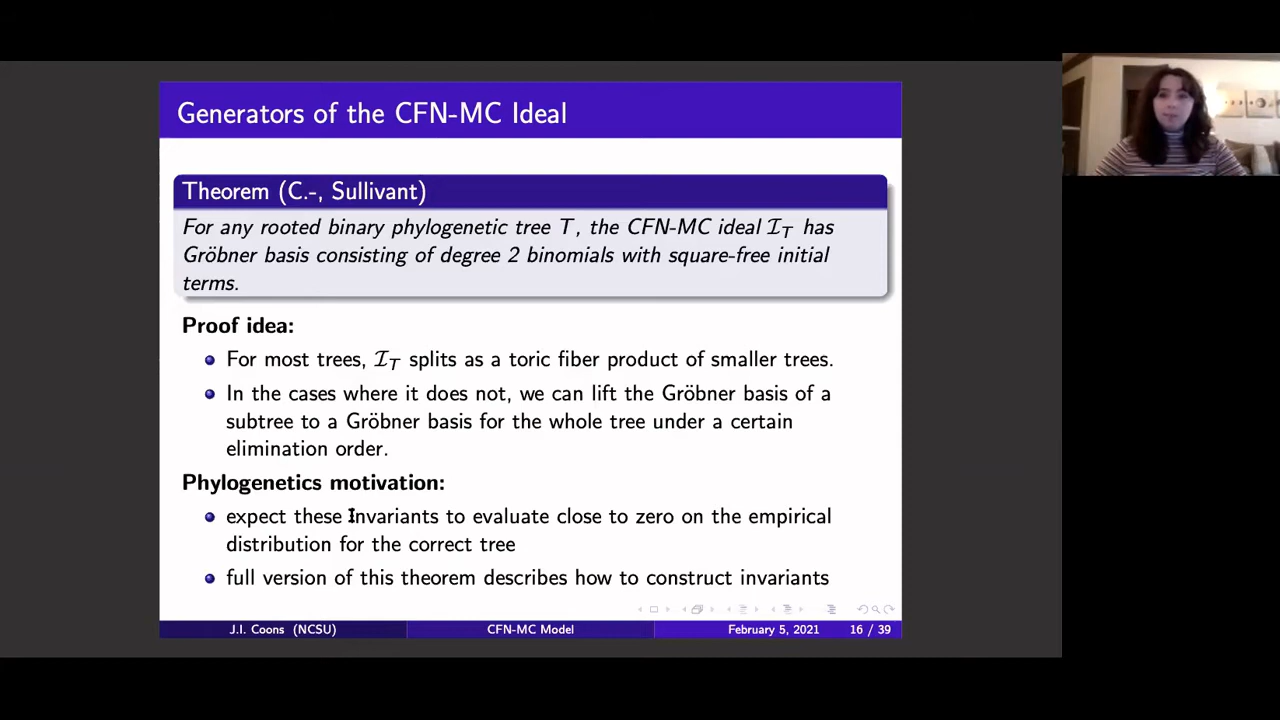 Generators of the CFN-MC Ideal
Theorem (C.-, Sullivant)
For any rooted binary phylogenetic tree T, the CFN-MC ideal I_T has
Gröbner basis consisting of degree 2 binomials with square-free initial
terms.
Proof idea:
For most trees, I_T splits as a toric fiber product of smaller trees.
In the cases where it does not, we can lift the Gröbner basis of a
subtree to a Gröbner basis for the whole tree under a certain
elimination order.
Phylogenetics motivation:
expect these invariants to evaluate close to zero on the empirical
distribution for the correct tree
full version of this theorem describes how to construct invariants
J.I. Coons (NCSU) CFN-MC Model February 5, 2021 16 / 39